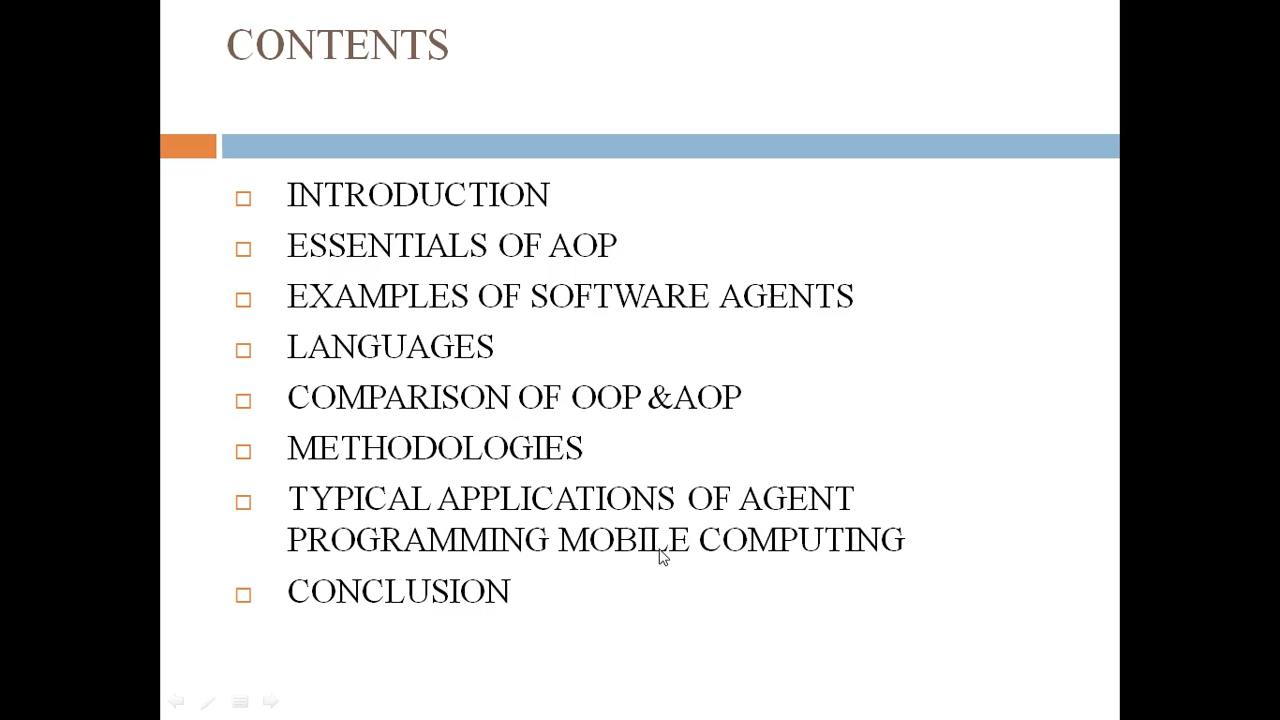 CONTENTS
INTRODUCTION
ESSENTIALS OF AOP
EXAMPLES OF SOFTWARE AGENTS
LANGUAGES
COMPARISON OF OOP &AOP
METHODOLOGIES
TYPICAL APPLICATIONS OF AGENT
PROGRAMMING MOBILE COMPUTING
CONCLUSION